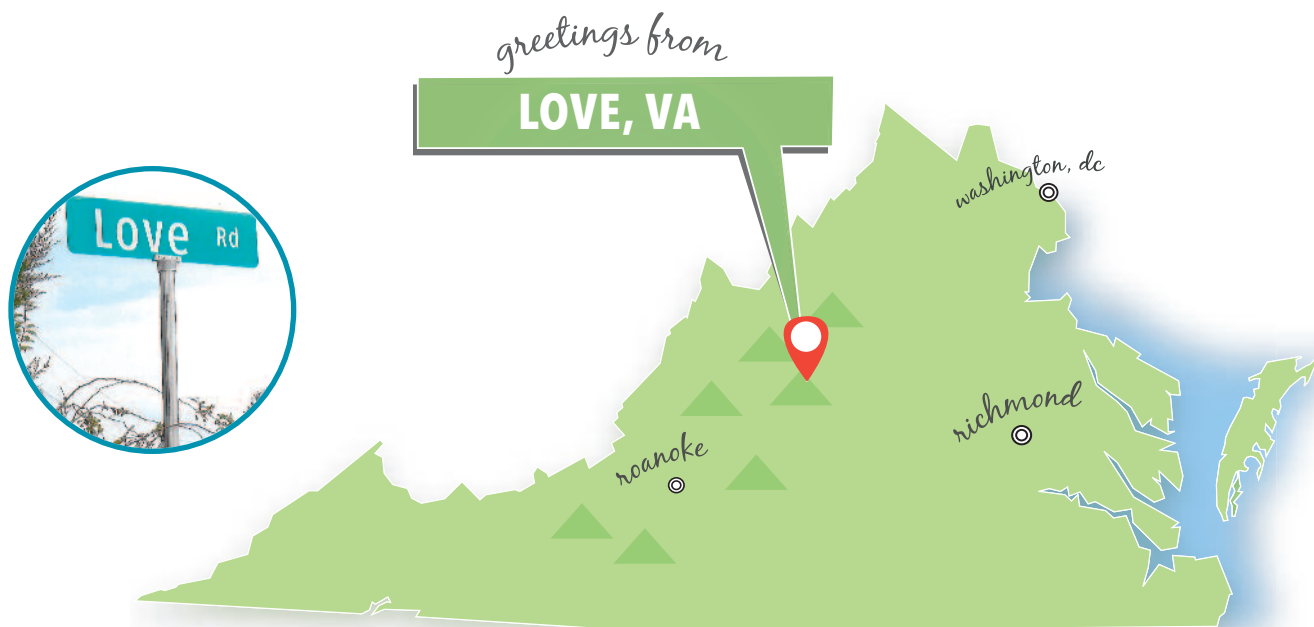 greetings from
LOVE, VA
washington, dc
Love Rd
richmond
roanoke